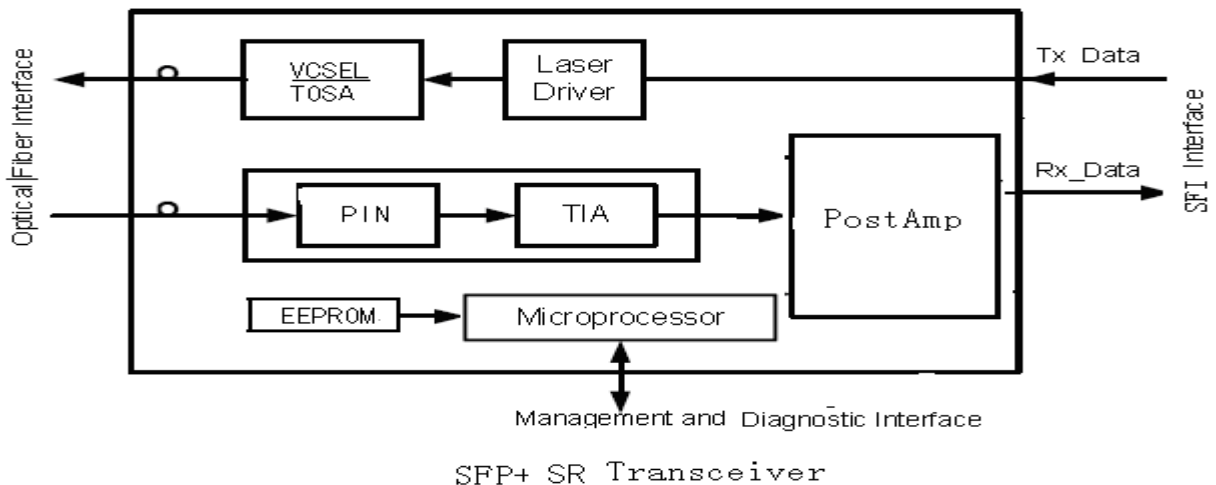 Optical Fiber Interface
VCSEL
TOSA
Laser
Driver
Tx Data
SFI Interface
Rx_Data
PIN
TIA
PostAmp
EEPROM
Microprocessor
Management and Diagnostic Interface
SFP+ SR Transceiver